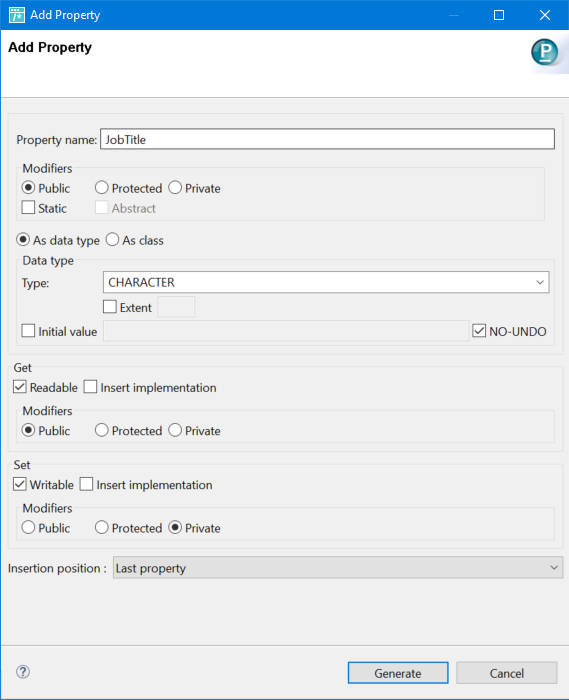 Add Property
Add Property
P
Property name: JobTitle
Modifiers
Public Protected Private
Static Abstract
As data type As class
Data type
Type: CHARACTER
Extent
Initial value NO-UNDO
Get
Readable Insert implementation
Modifiers
Public Protected Private
Set
Writable Insert implementation
Modifiers
Public Protected Private
Insertion position : Last property
?
Generate Cancel